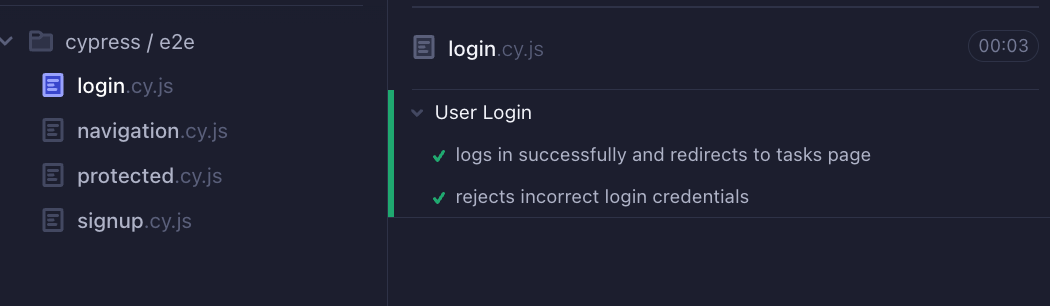 cypress / e2e
login.cy.js
navigation.cy.js
protected.cy.js
signup.cy.js
login.cy.js
00:03
User Login
logs in successfully and redirects to tasks page
rejects incorrect login credentials